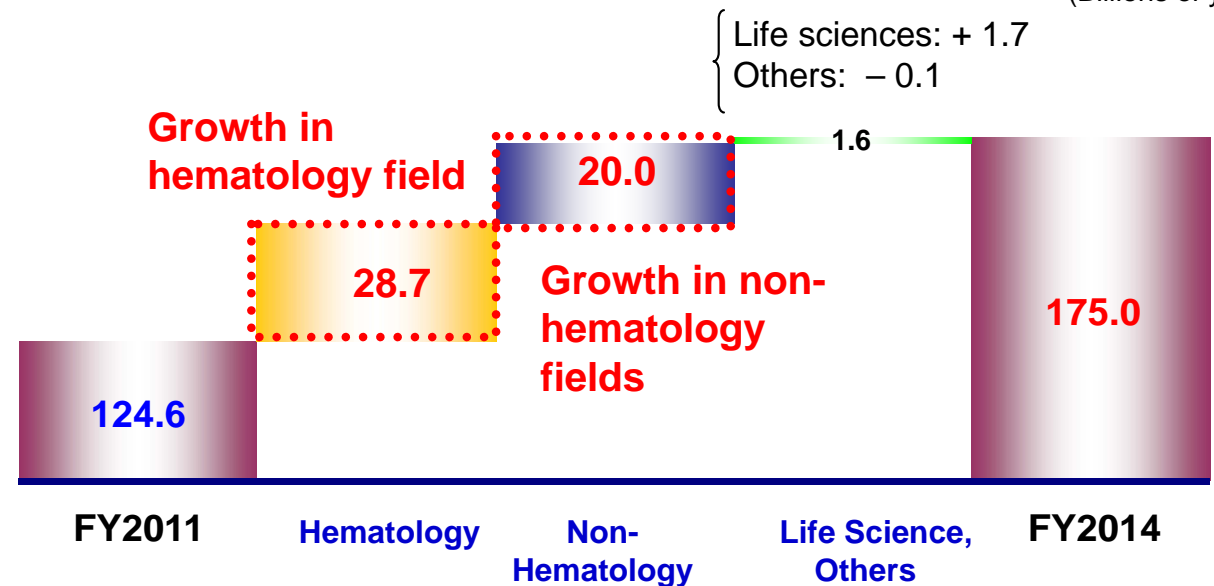 Life sciences: + 1.7
Others: – 0.1
Growth in
hematology field
28.7
20.0
1.6
Growth in non-
hematology
fields
124.6
175.0
FY2011
Hematology
Non-
Hematology
Life Science,
Others
FY2014